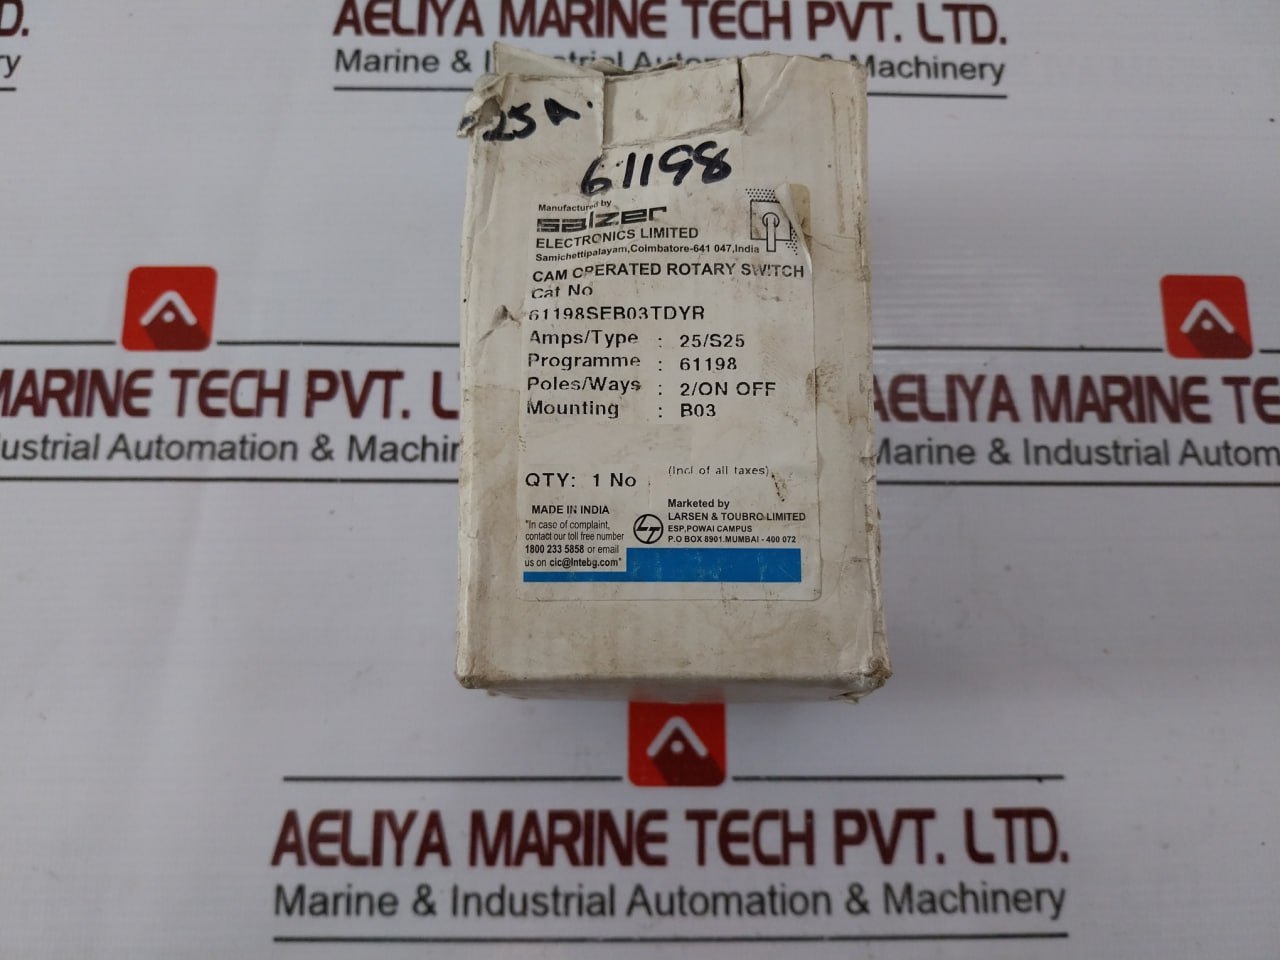 D.
AELIYA MARINE TECH PVT. LTD.
Marine & Industrial Automation & Machinery
25A.
61198
Manufactured by
salzer
ELECTRONICS LIMITED
Samichettipalayam,Coimbatore-641 047,India
CAM OPERATED ROTARY SWITCH
Cat No
61198SEB03TDYR
Amps/Type : 25/S25
Programme : 61198
Poles/Ways : 2/ON OFF
Mounting : B03
(Incl of all taxes)
QTY: 1 No
MADE IN INDIA
"In case of complaint,
contact our toll free number
1800 233 5858 or email
us on cic@lntebg.com"
Marketed by
LARSEN & TOUBRO LIMITED
ESP,POWAI CAMPUS
P.O BOX 8901.MUMBAI - 400 072
ARINE TECH PVT. L
ustrial Automation & Machin
AELIYA MARINE TE
Marine & Industrial Autom
AELIYA MARINE TECH PVT. LTD.
Marine & Industrial Automation & Machinery